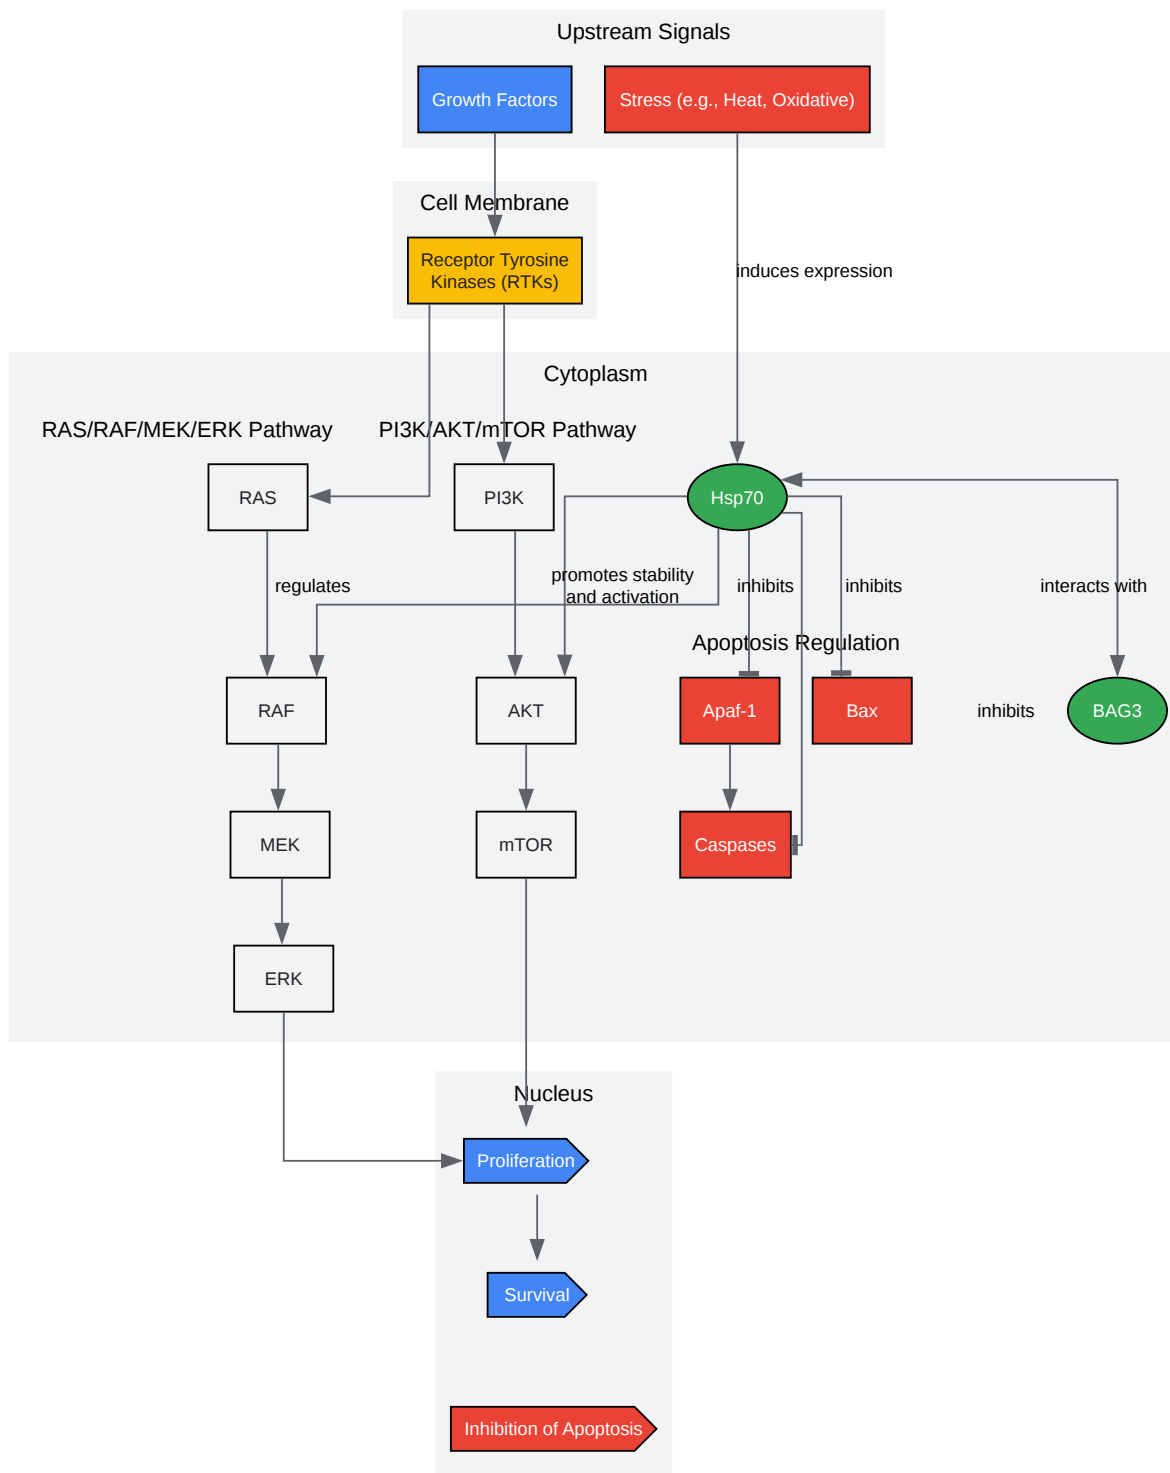 Upstream Signals
Growth Factors
Stress (e.g., Heat, Oxidative)
Cell Membrane
Receptor Tyrosine
Kinases (RTKs)
induces expression
Cytoplasm
RAS/RAF/MEK/ERK Pathway
PI3K/AKT/mTOR Pathway
RAS
PI3K
Hsp70
regulates
promotes stability
and activation
inhibits
inhibits
interacts with
Apoptosis Regulation
RAF
AKT
Apaf-1
Bax
inhibits
BAG3
MEK
mTOR
Caspases
ERK
Nucleus
Proliferation
Survival
Inhibition of Apoptosis